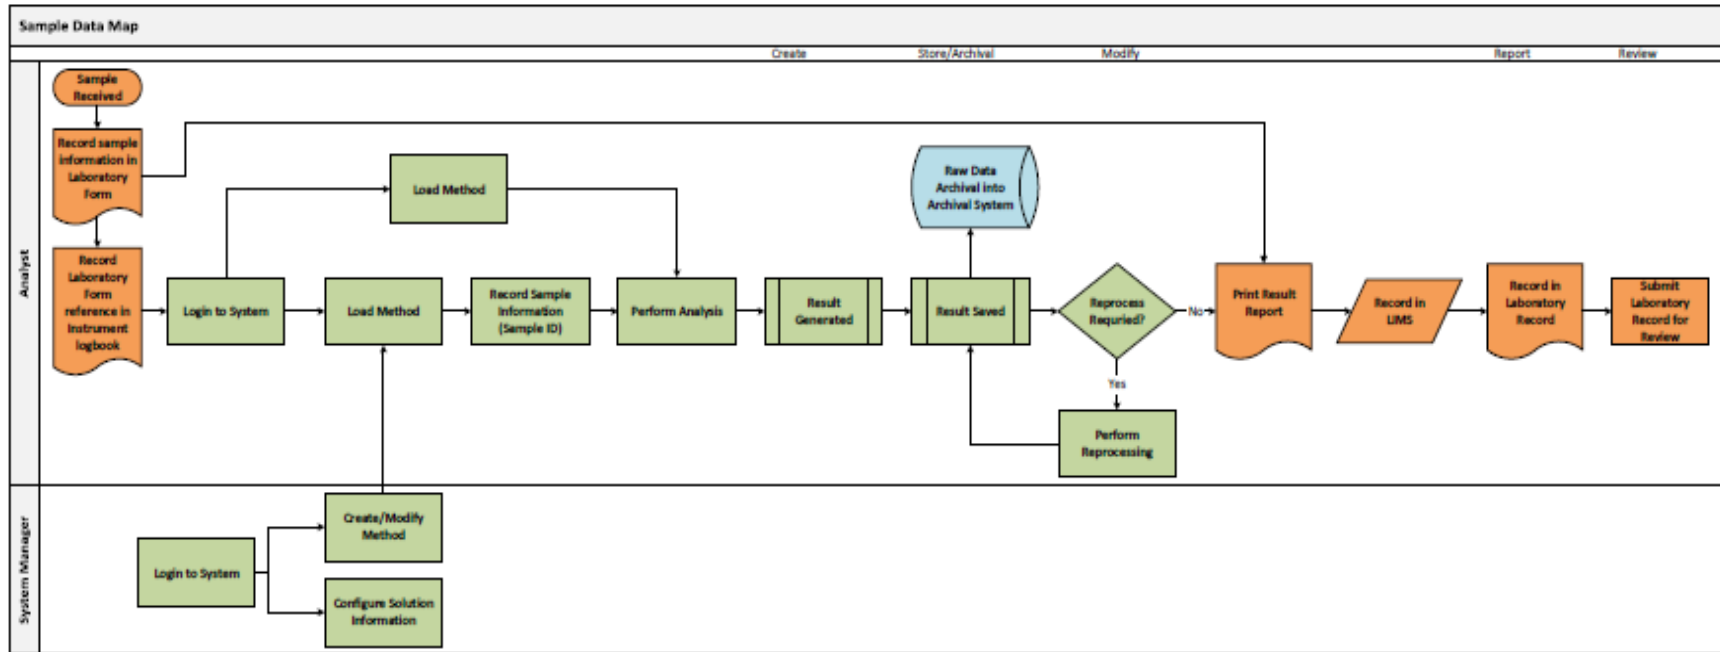 Sample Data Map
Create
Store/Archival
Modify
Report
Review
Analyst
Sample
Received
Record sample
information in
Laboratory
Form
Record
Laboratory
Form
reference in
Instrument
logbook
Login to System
Load Method
Load Method
Record Sample
Information
(Sample ID)
Perform Analysis
Result
Generated
Raw Data
Archival into
Archival System
Result Saved
Reprocess
Requried?
No
Yes
Perform
Reprocessing
Print Result
Report
Record in
LIMS
Record in
Laboratory
Record
Submit
Laboratory
Record for
Review
System Manager
Login to System
Create/Modify
Method
Configure Solution
Information